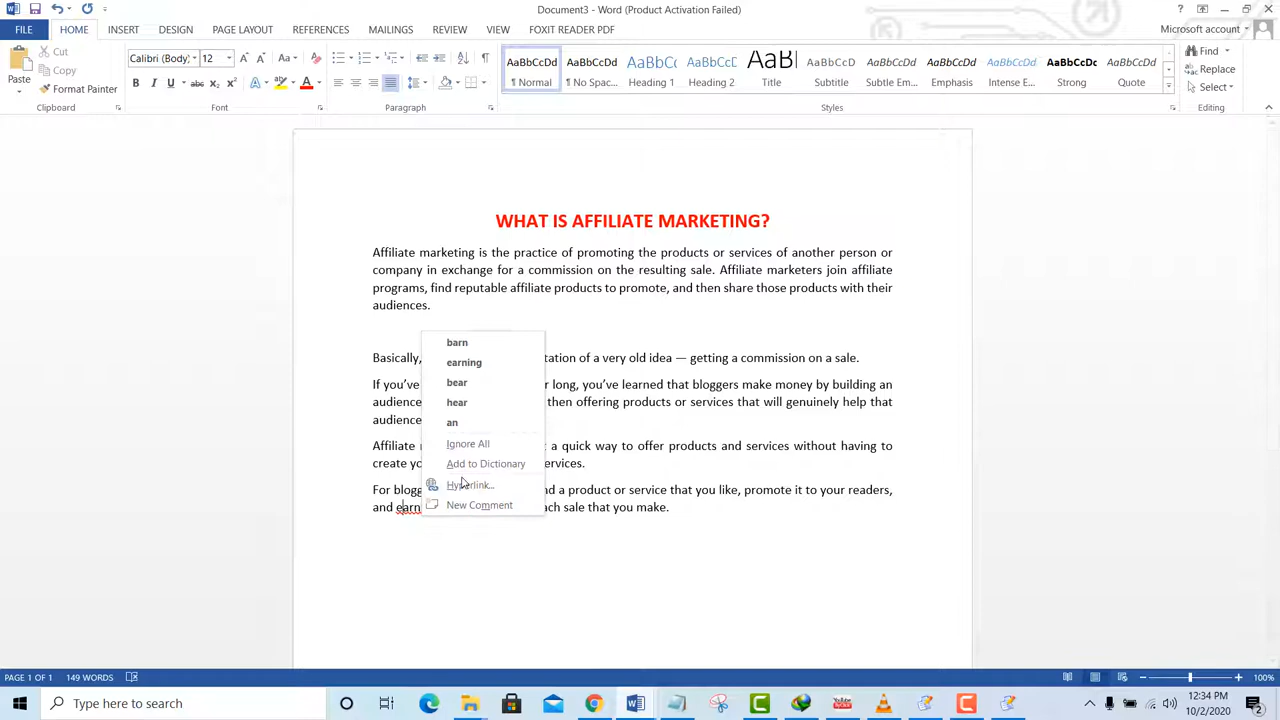 Document3 - Word (Product Activation Failed)
FILE HOME INSERT DESIGN PAGE LAYOUT REFERENCES MAILINGS REVIEW VIEW FOXIT READER PDF Microsoft account
Paste
Cut
Copy
Format Painter
Clipboard
Calibri (Body) 12
Font
Paragraph
AaBbCcDd AaBbCcDd AaBbCc AaBbCcD AaBl AaBbCcD AaBbCcDd AaBbCcDd AaBbCcDd AaBbCcDd AaBbCcDd
¶ Normal ¶ No Spac... Heading 1 Heading 2 Title Subtitle Subtle Em... Emphasis Intense E... Strong Quote
Styles
Find
Replace
Select
Editing
WHAT IS AFFILIATE MARKETING?
Affiliate marketing is the practice of promoting the products or services of another person or
company in exchange for a commission on the resulting sale. Affiliate marketers join affiliate
programs, find reputable affiliate products to promote, and then share those products with their
audiences.
Basically, tation of a very old idea — getting a commission on a sale.
If you’ve r long, you’ve learned that bloggers make money by building an
audience then offering products or services that will genuinely help that
audience
Affiliate a quick way to offer products and services without having to
create ervices.
For blogg d a product or service that you like, promote it to your readers,
and earn ch sale that you make.
barn
earning
bear
hear
an
Ignore All
Add to Dictionary
Hyperlink...
New Comment
PAGE 1 OF 1 149 WORDS 100%
Type here to search
12:34 PM
10/2/2020
2